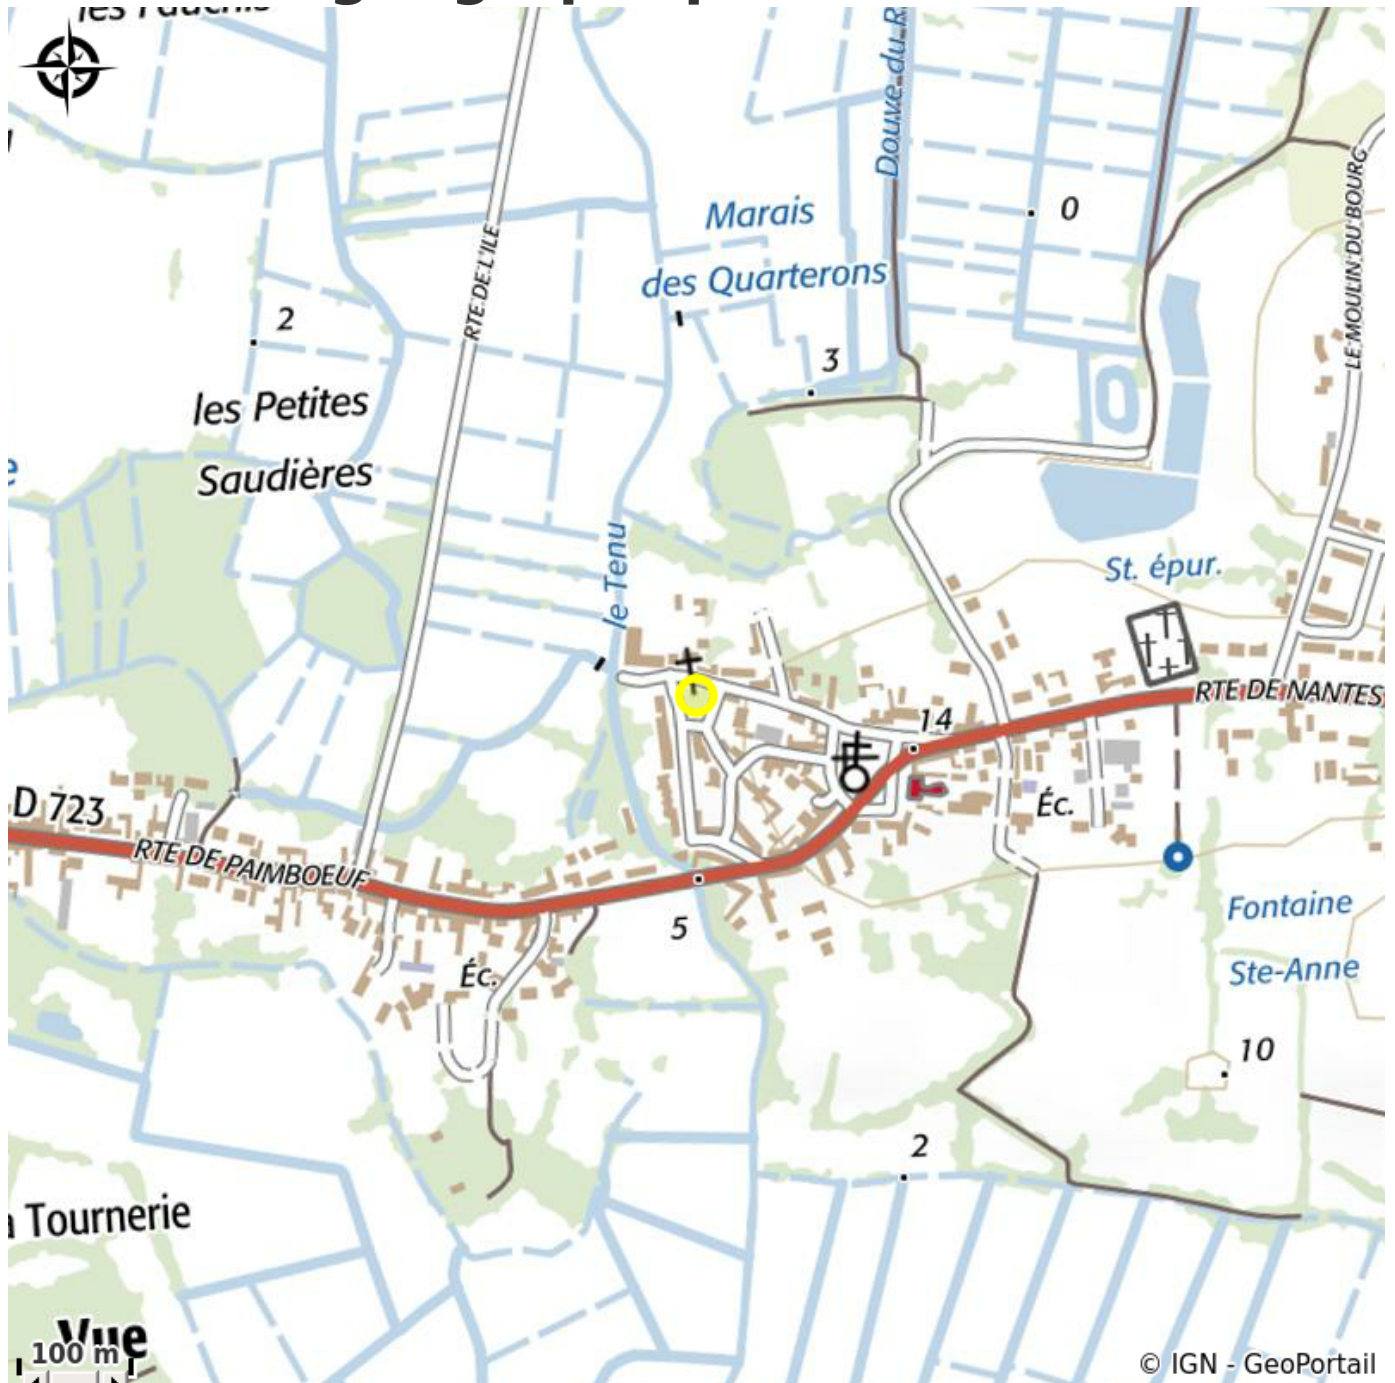 Douve du R
Marais
0
des Quarterons
RTE DE L'ILE
LE MOULIN DU BOURG
2
3
les Petites
Saudières
le Tenu
St. épur.
RTE DE NANTES
14
D 723
Éc.
RTE DE PAIMBOEUF
5
Fontaine
Éc.
Ste-Anne
10
2
Tournerie
Vue
100 m
© IGN - GeoPortail